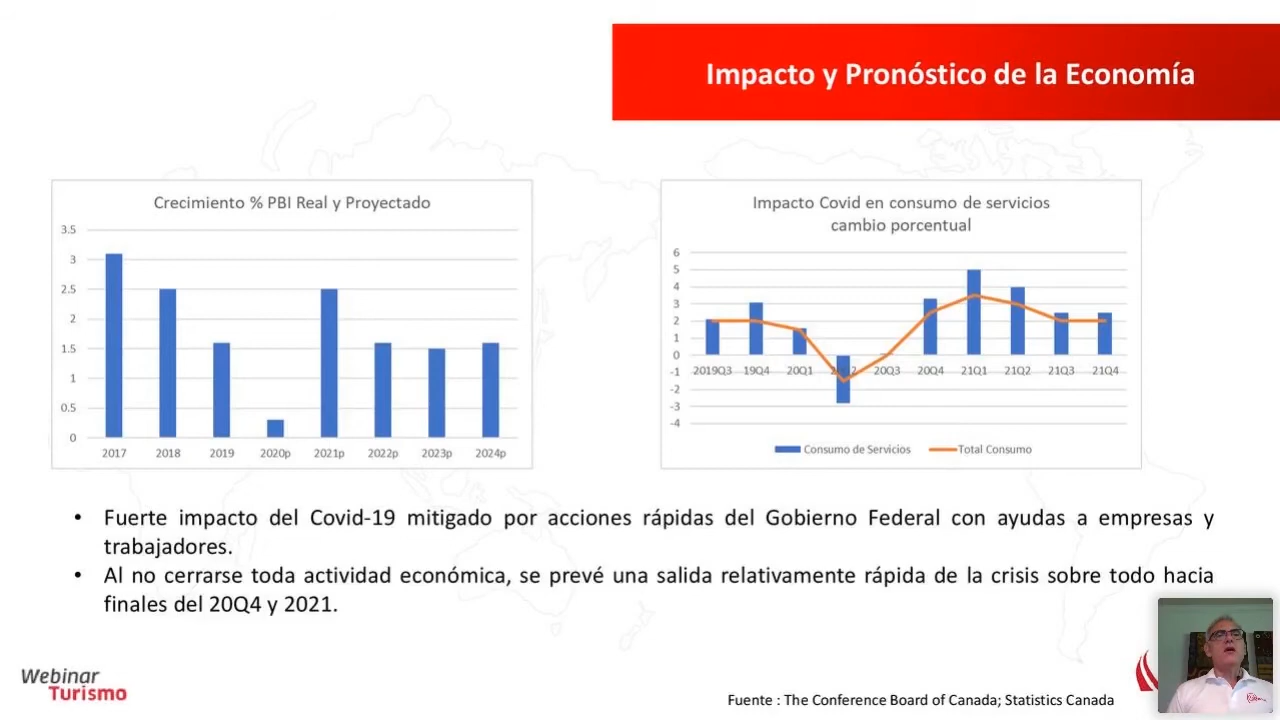 Impacto y Pronóstico de la Economía
Crecimiento % PBI Real y Proyectado
3.5
3
2.5
2
1.5
1
0.5
0
2017 2018 2019 2020p 2021p 2022p 2023p 2024p
Impacto Covid en consumo de servicios
cambio porcentual
6
5
4
3
2
1
0
-1
-2
-3
-4
2019Q3 19Q4 20Q1 20Q3 20Q4 21Q1 21Q2 21Q3 21Q4
Consumo de Servicios Total Consumo
• Fuerte impacto del Covid-19 mitigado por acciones rápidas del Gobierno Federal con ayudas a empresas y
trabajadores.
• Al no cerrarse toda actividad económica, se prevé una salida relativamente rápida de la crisis sobre todo hacia
finales del 20Q4 y 2021.
Webinar
Turismo
Fuente : The Conference Board of Canada; Statistics Canada